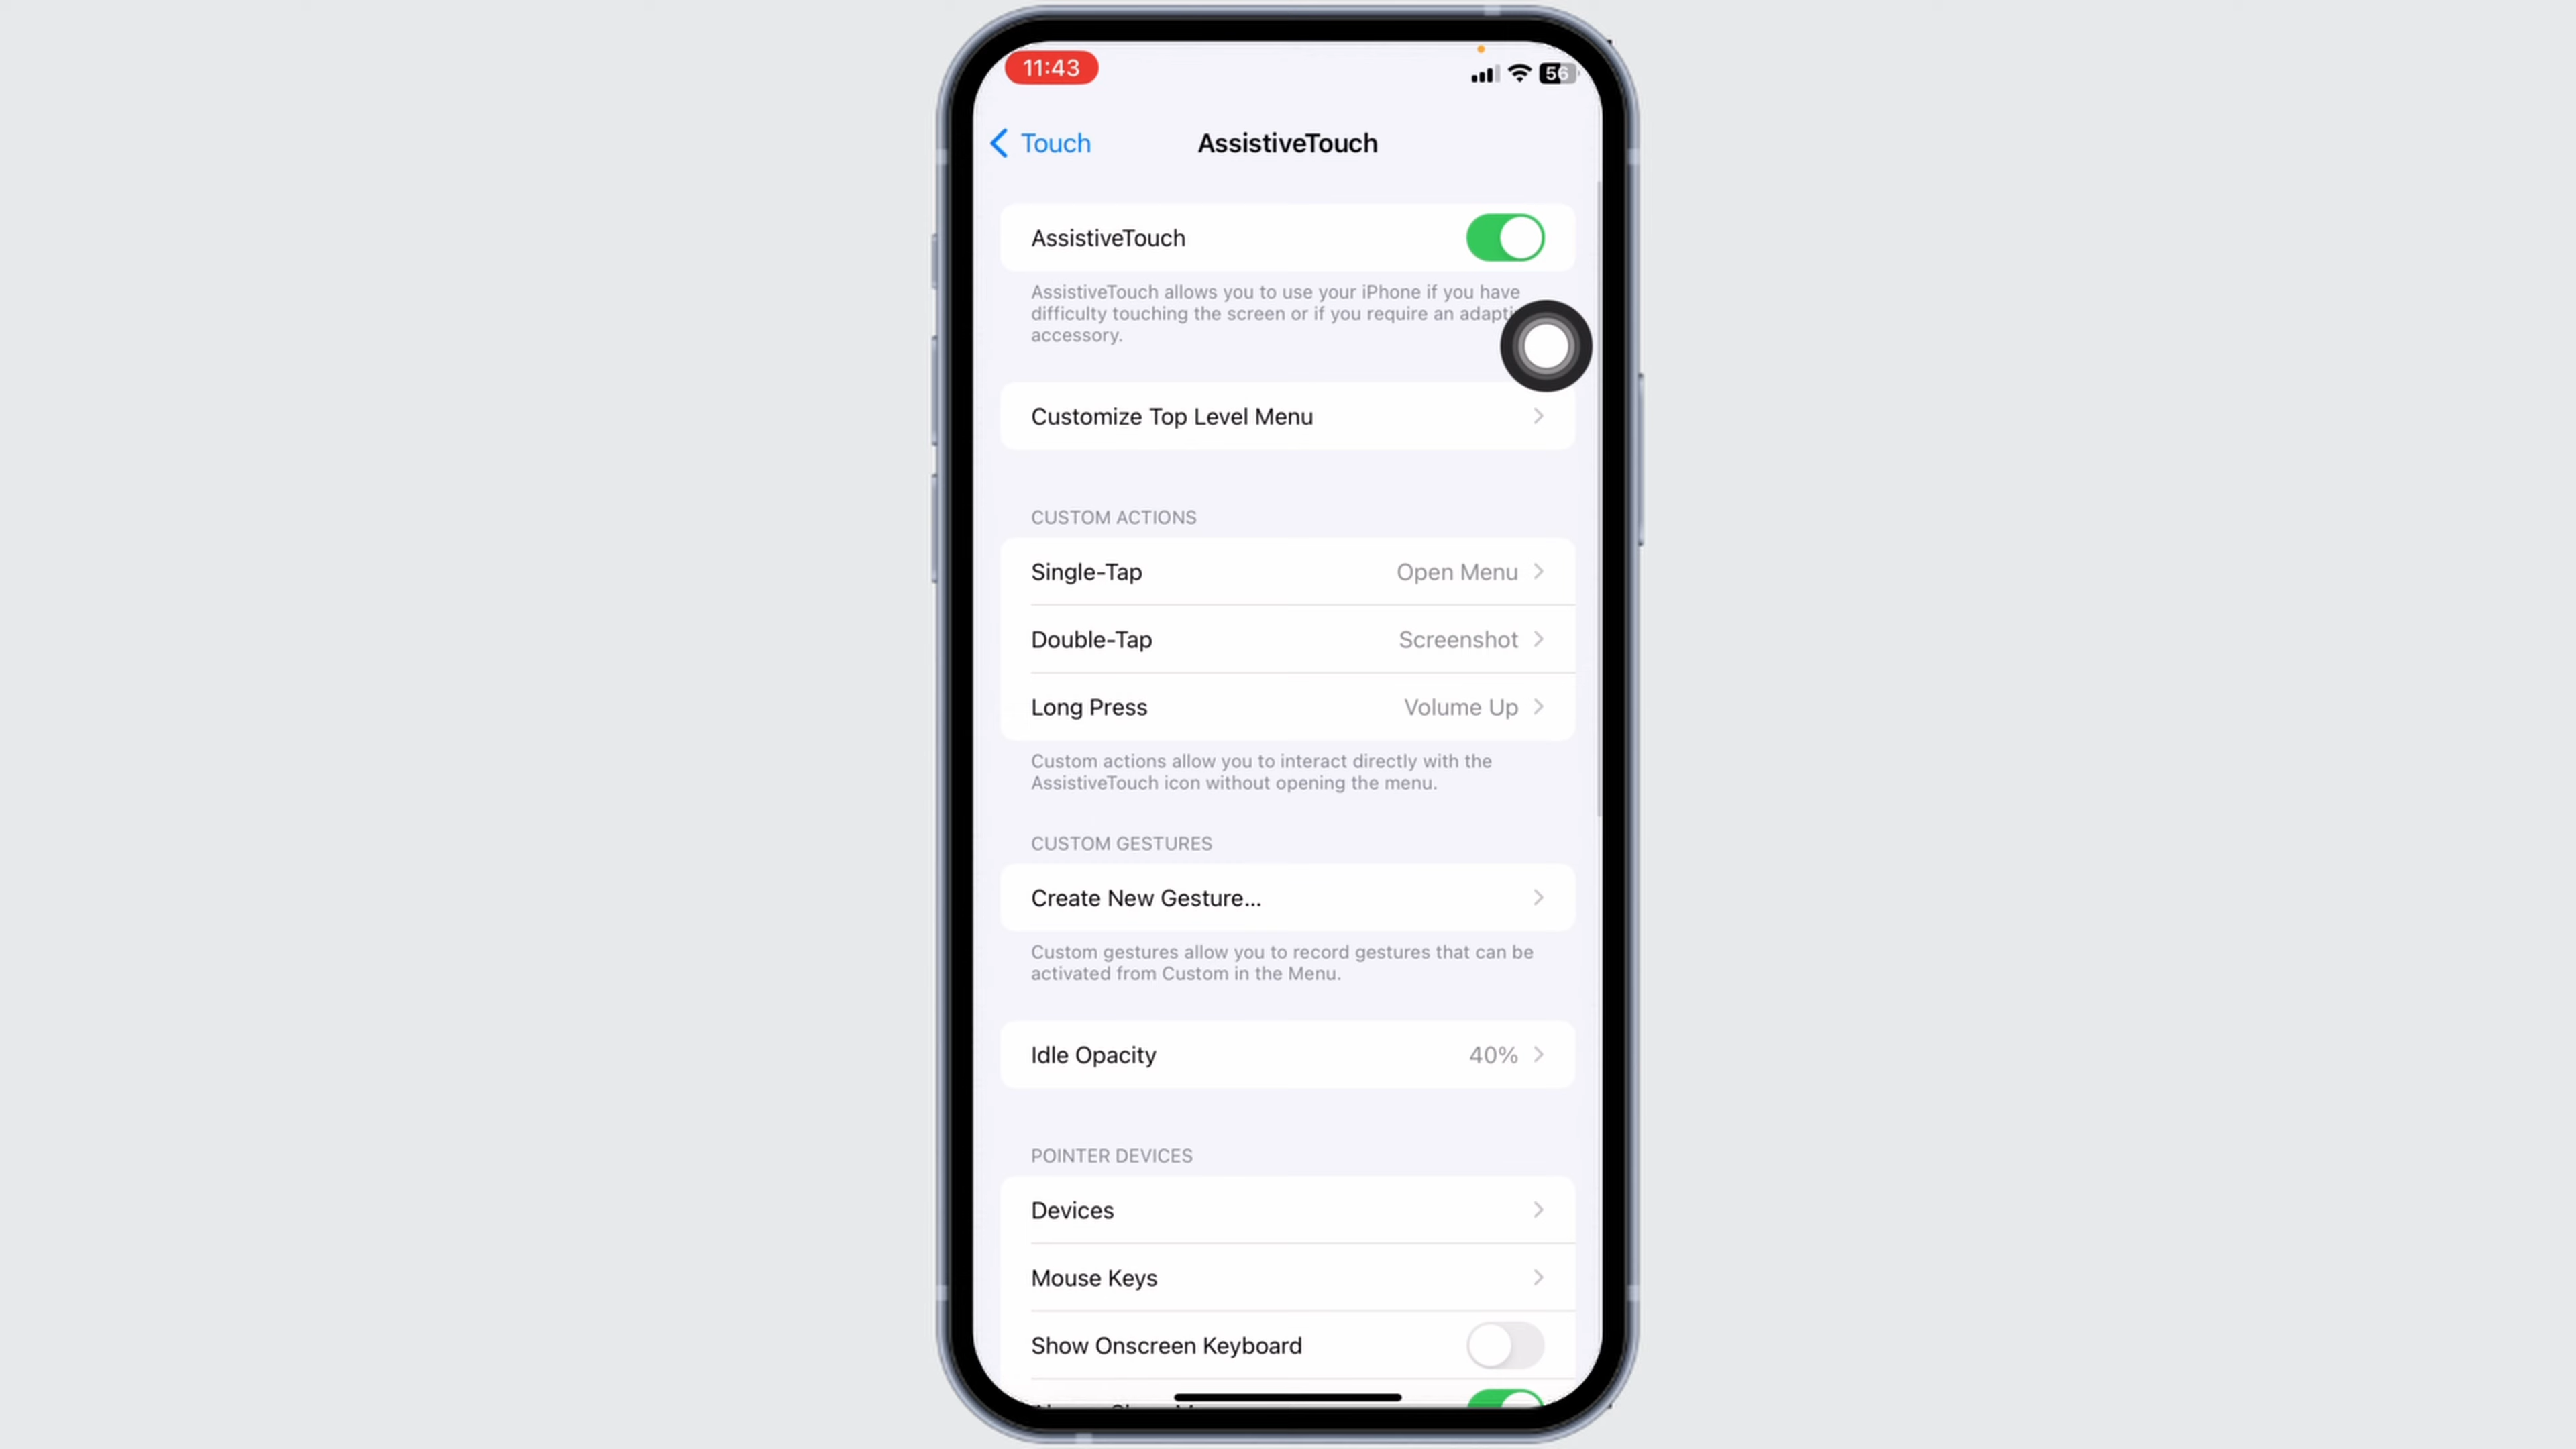 11:43
56
Touch
AssistiveTouch
AssistiveTouch
AssistiveTouch allows you to use your iPhone if you have
difficulty touching the screen or if you require an
accessory.
Customize Top Level Menu
CUSTOM ACTIONS
Single-Tap Open Menu
Double-Tap Screenshot
Long Press Volume Up
Custom actions allow you to interact directly with the
AssistiveTouch icon without opening the menu.
CUSTOM GESTURES
Create New Gesture...
Custom gestures allow you to record gestures that can be
activated from Custom in the Menu.
Idle Opacity 40%
POINTER DEVICES
Devices
Mouse Keys
Show Onscreen Keyboard